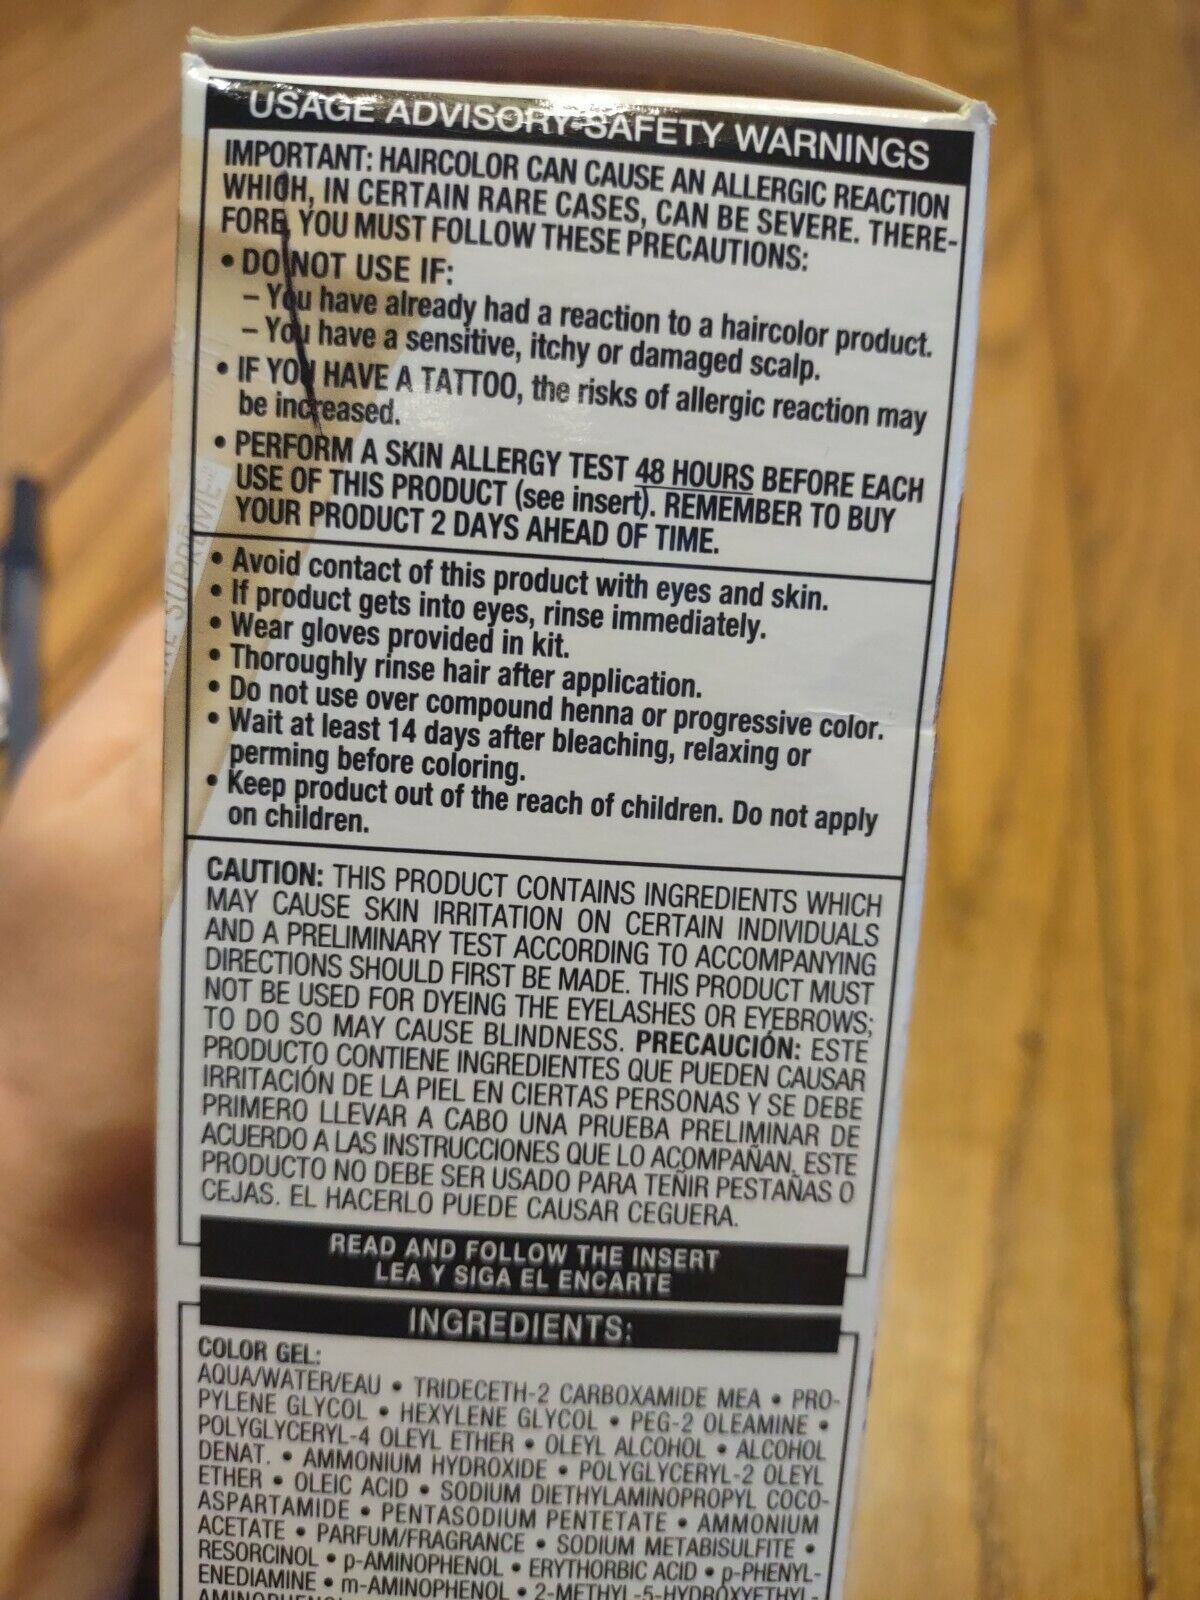 USAGE ADVISORY-SAFETY WARNINGS
IMPORTANT: HAIRCOLOR CAN CAUSE AN ALLERGIC REACTION
WHICH, IN CERTAIN RARE CASES, CAN BE SEVERE. THERE-
FORE, YOU MUST FOLLOW THESE PRECAUTIONS:
• DO NOT USE IF:
– You have already had a reaction to a haircolor product.
– You have a sensitive, itchy or damaged scalp.
• IF YOU HAVE A TATTOO, the risks of allergic reaction may
be increased.
• PERFORM A SKIN ALLERGY TEST 48 HOURS BEFORE EACH
USE OF THIS PRODUCT (see insert). REMEMBER TO BUY
YOUR PRODUCT 2 DAYS AHEAD OF TIME.
• Avoid contact of this product with eyes and skin.
• If product gets into eyes, rinse immediately.
• Wear gloves provided in kit.
• Thoroughly rinse hair after application.
• Do not use over compound henna or progressive color.
• Wait at least 14 days after bleaching, relaxing or
perming before coloring.
• Keep product out of the reach of children. Do not apply
on children.
CAUTION: THIS PRODUCT CONTAINS INGREDIENTS WHICH
MAY CAUSE SKIN IRRITATION ON CERTAIN INDIVIDUALS
AND A PRELIMINARY TEST ACCORDING TO ACCOMPANYING
DIRECTIONS SHOULD FIRST BE MADE. THIS PRODUCT MUST
NOT BE USED FOR DYEING THE EYELASHES OR EYEBROWS;
TO DO SO MAY CAUSE BLINDNESS. PRECAUCIÓN: ESTE
PRODUCTO CONTIENE INGREDIENTES QUE PUEDEN CAUSAR
IRRITACIÓN DE LA PIEL EN CIERTAS PERSONAS Y SE DEBE
PRIMERO LLEVAR A CABO UNA PRUEBA PRELIMINAR DE
ACUERDO A LAS INSTRUCCIONES QUE LO ACOMPAÑAN. ESTE
PRODUCTO NO DEBE SER USADO PARA TEÑIR PESTAÑAS O
CEJAS. EL HACERLO PUEDE CAUSAR CEGUERA.
READ AND FOLLOW THE INSERT
LEA Y SIGA EL ENCARTE
INGREDIENTS:
COLOR GEL:
AQUA/WATER/EAU • TRIDECETH-2 CARBOXAMIDE MEA • PRO-
PYLENE GLYCOL • HEXYLENE GLYCOL • PEG-2 OLEAMINE •
POLYGLYCERYL-4 OLEYL ETHER • OLEYL ALCOHOL • ALCOHOL
DENAT. • AMMONIUM HYDROXIDE • POLYGLYCERYL-2 OLEYL
ETHER • OLEIC ACID • SODIUM DIETHYLAMINOPROPYL COCO-
ASPARTAMIDE • PENTASODIUM PENTETATE • AMMONIUM
ACETATE • PARFUM/FRAGRANCE • SODIUM METABISULFITE •
RESORCINOL • p-AMINOPHENOL • ERYTHORBIC ACID • p-PHENYL-
ENEDIAMINE • m-AMINOPHENOL • 2-METHYL-5-HYDROXYETHYL-